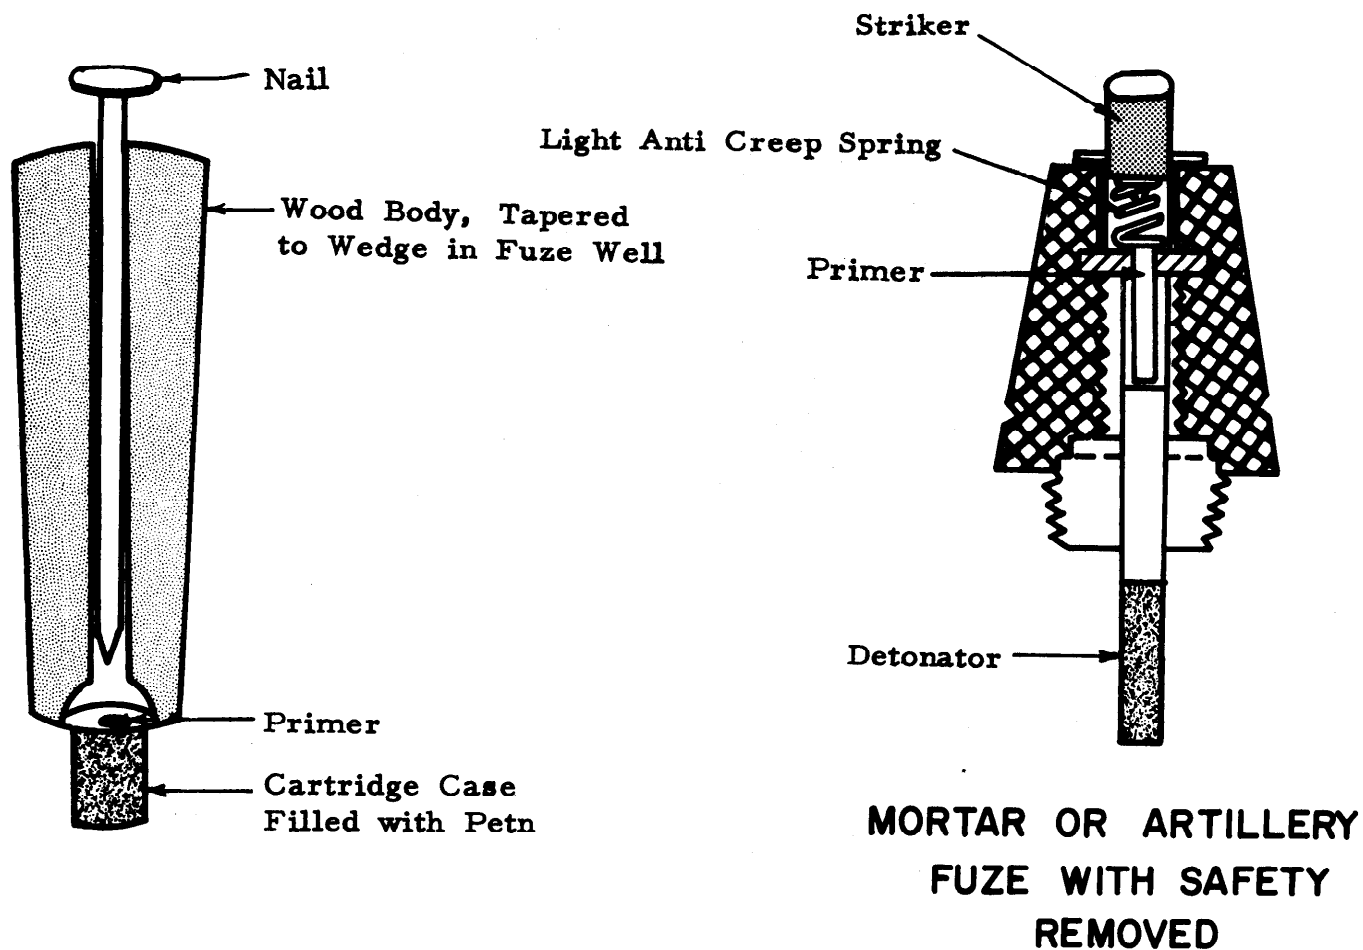 Nail
Wood Body, Tapered
to Wedge in Fuze Well
Primer
Cartridge Case
Filled with Petn
Striker
Light Anti Creep Spring
Primer
Detonator
MORTAR OR ARTILLERY
FUZE WITH SAFETY
REMOVED